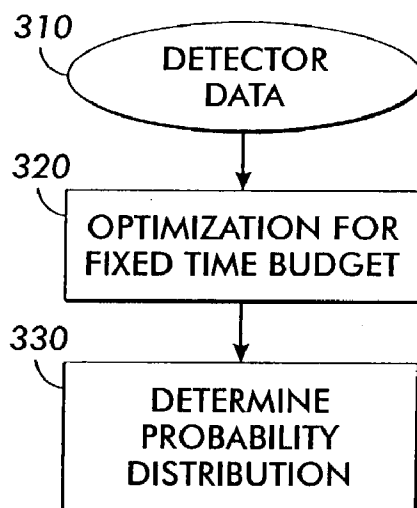 310
DETECTOR
DATA
320
OPTIMIZATION FOR
FIXED TIME BUDGET
330
DETERMINE
PROBABILITY
DISTRIBUTION